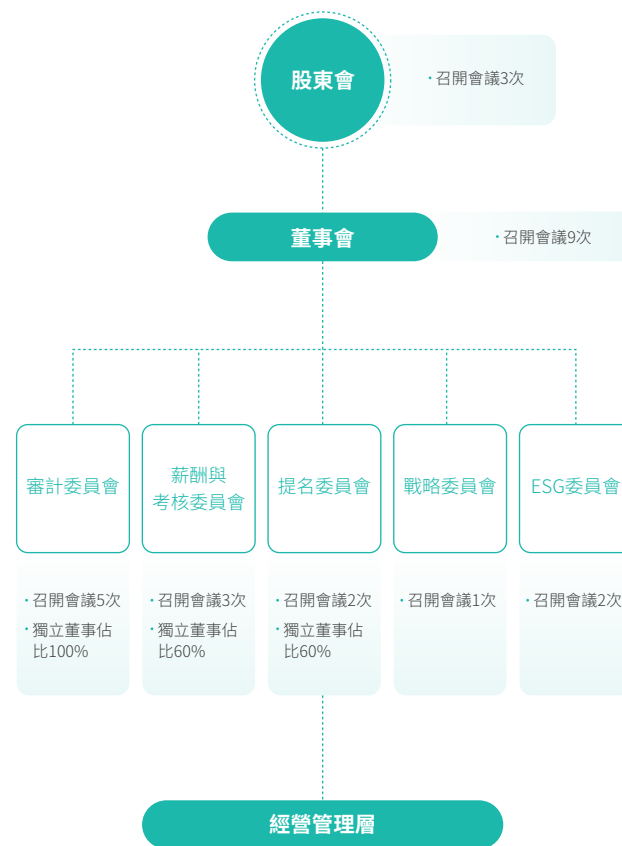 股東會
·召開會議3次
董事會
·召開會議9次
審計委員會
薪酬與
考核委員會
提名委員會
戰略委員會
ESG委員會
·召開會議5次
·獨立董事佔
比100%
·召開會議3次
·獨立董事佔
比60%
·召開會議2次
·獨立董事佔
比60%
·召開會議1次
·召開會議2次
經營管理層